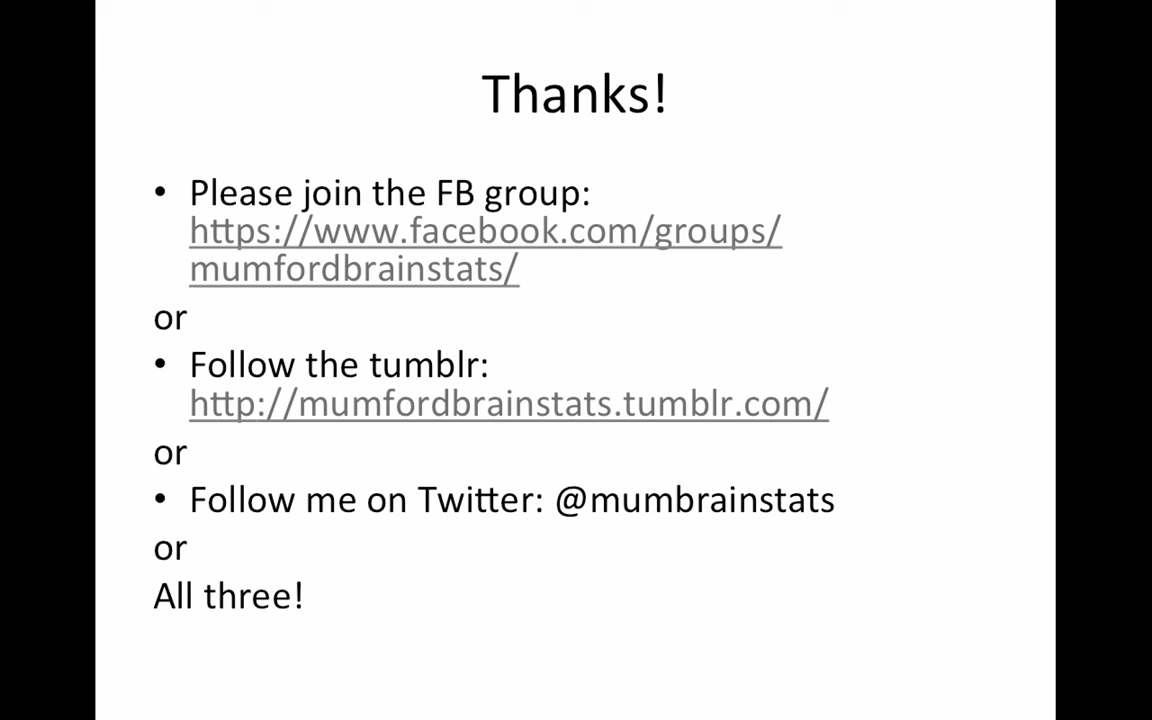 Thanks!
• Please join the FB group:
https://www.facebook.com/groups/
mumfordbrainstats/
or
• Follow the tumblr:
http://mumfordbrainstats.tumblr.com/
or
• Follow me on Twitter: @mumbrainstats
or
All three!